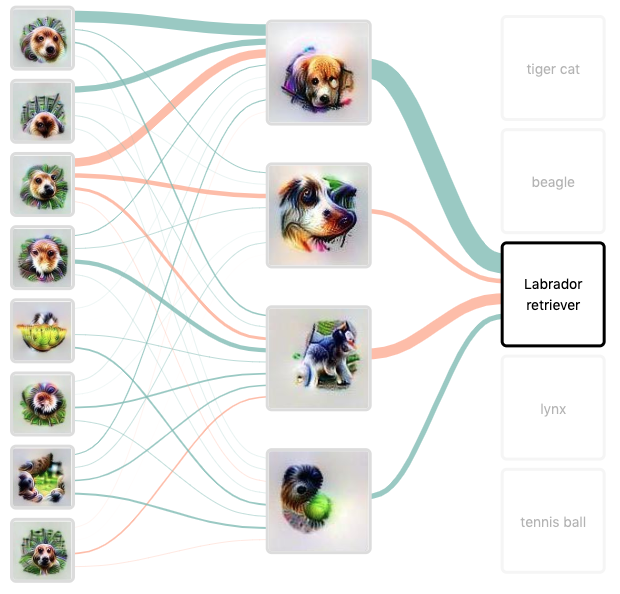 tiger cat
beagle
Labrador
retriever
lynx
tennis ball